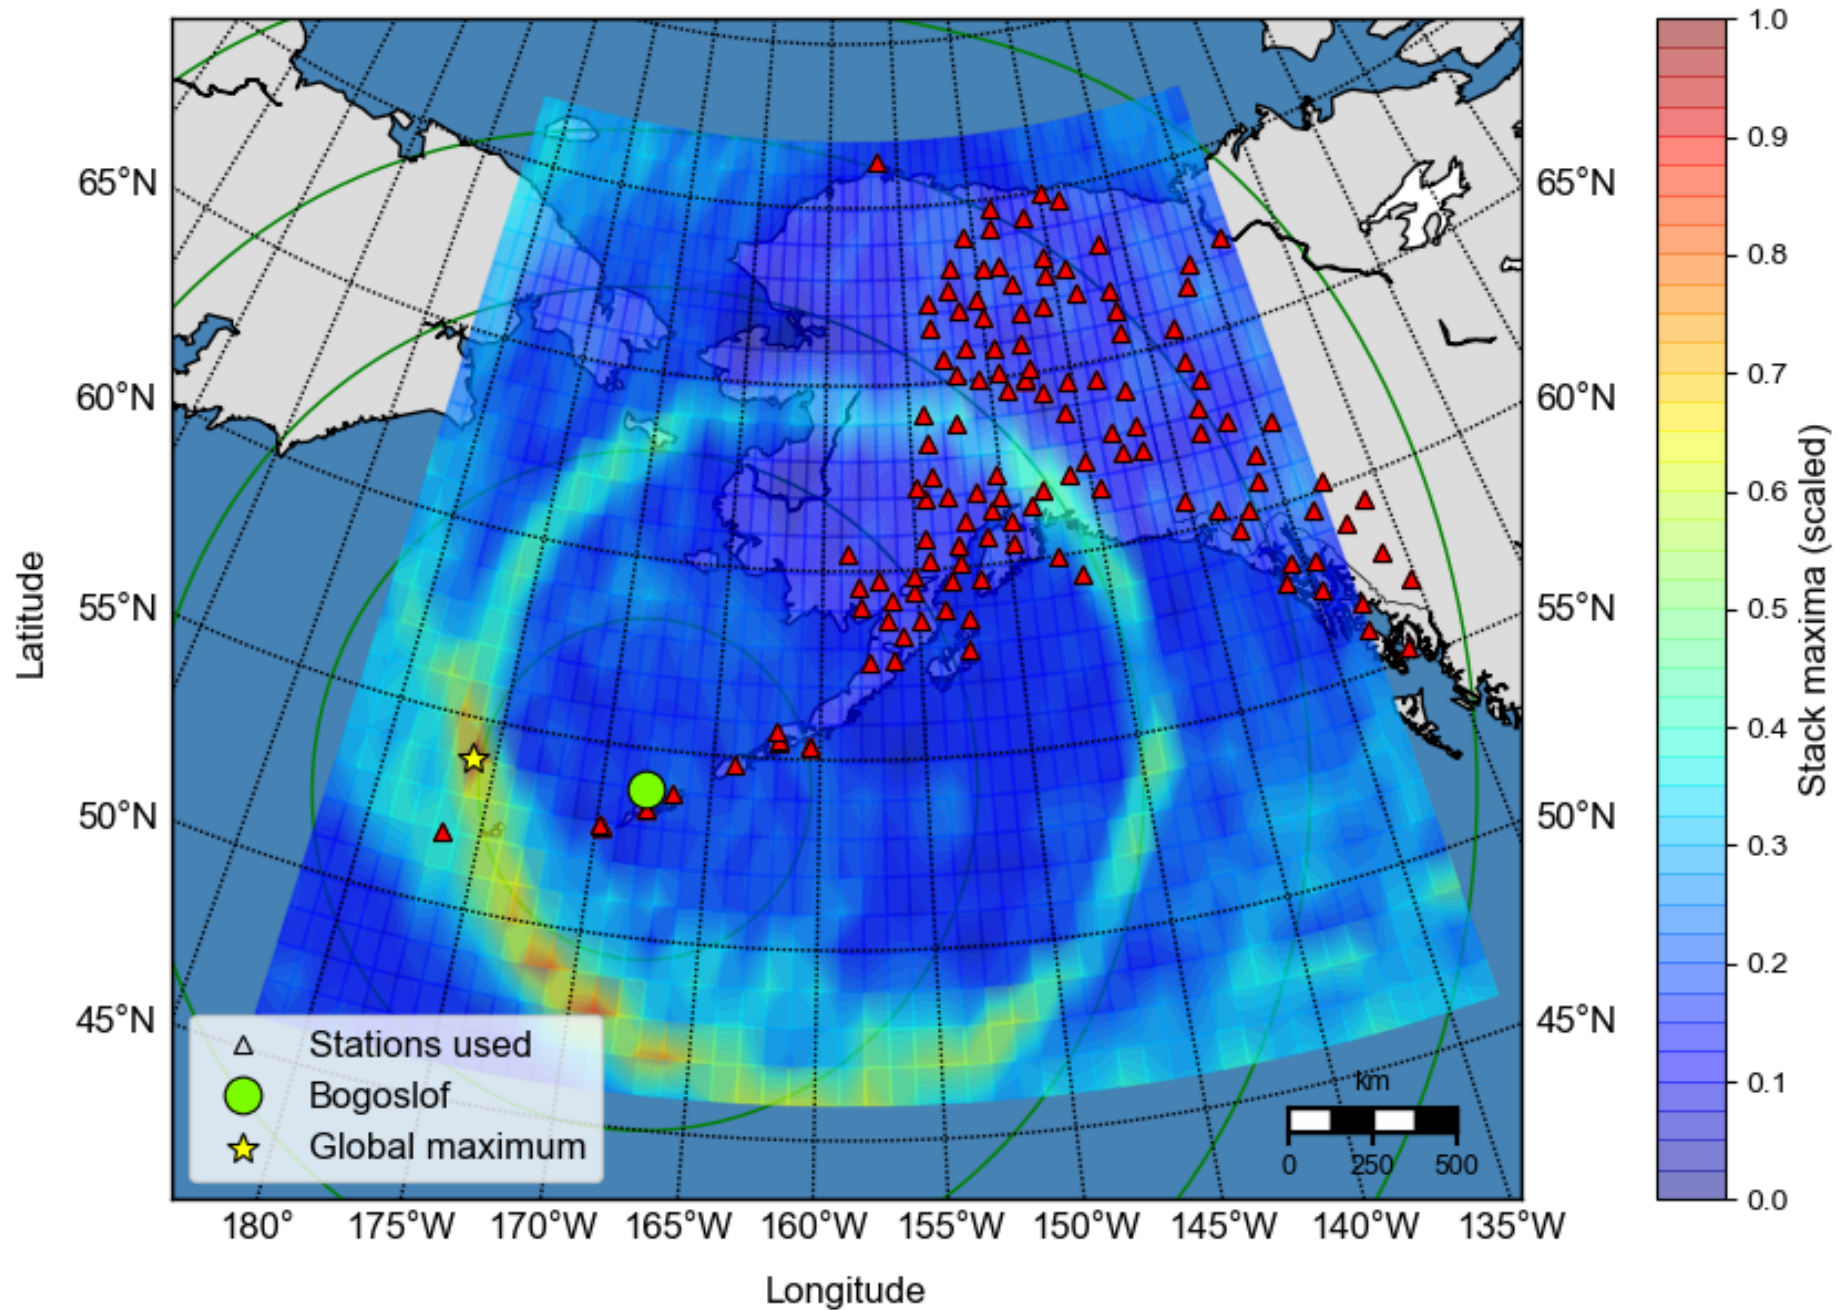 65°N
60°N
55°N
50°N
45°N
Latitude
65°N
60°N
55°N
50°N
45°N
180°
175°W
170°W
165°W
160°W
155°W
150°W
145°W
140°W
135°W
Longitude
Stations used
Bogoslof
Global maximum
km
0
250
500
1.0
0.9
0.8
0.7
0.6
0.5
0.4
0.3
0.2
0.1
0.0
Stack maxima (scaled)